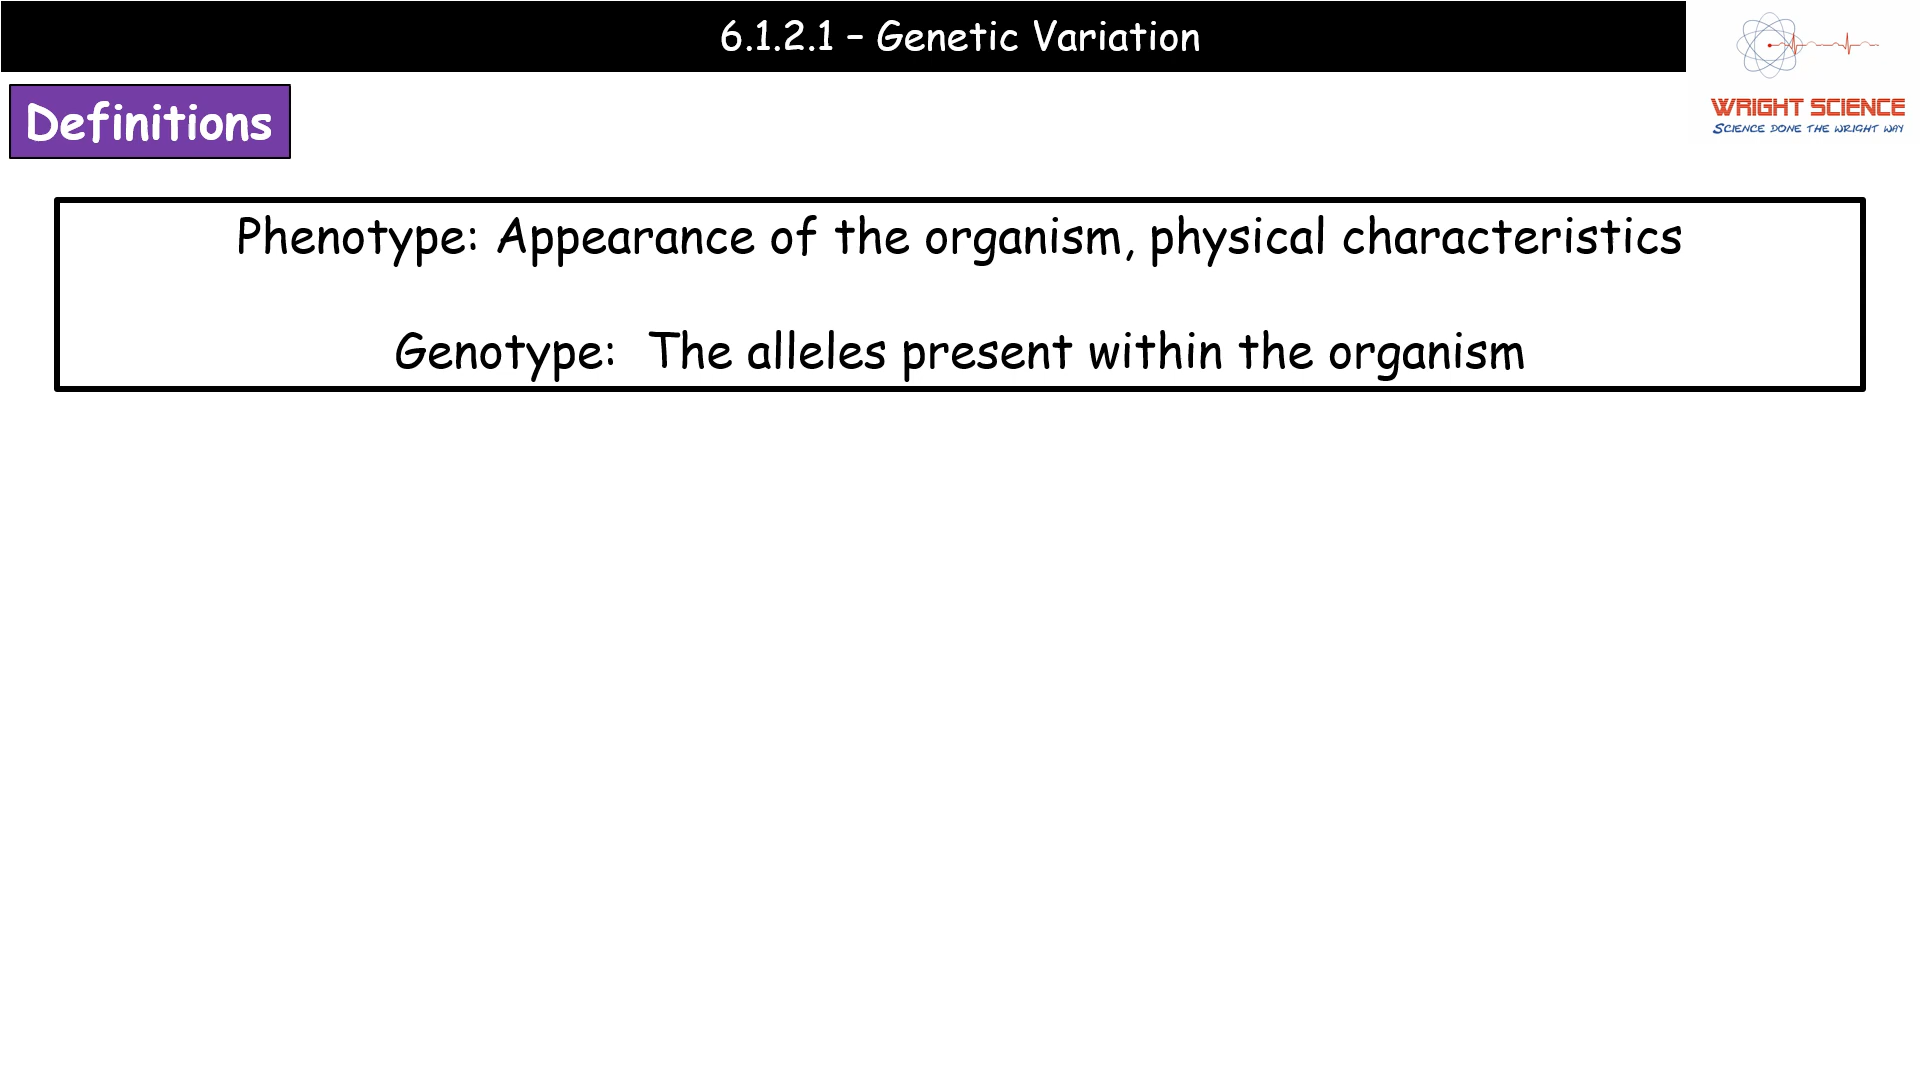 6.1.2.1 – Genetic Variation
WRIGHT SCIENCE
SCIENCE DONE THE WRIGHT WAY
Definitions
Phenotype: Appearance of the organism, physical characteristics
Genotype:  The alleles present within the organism